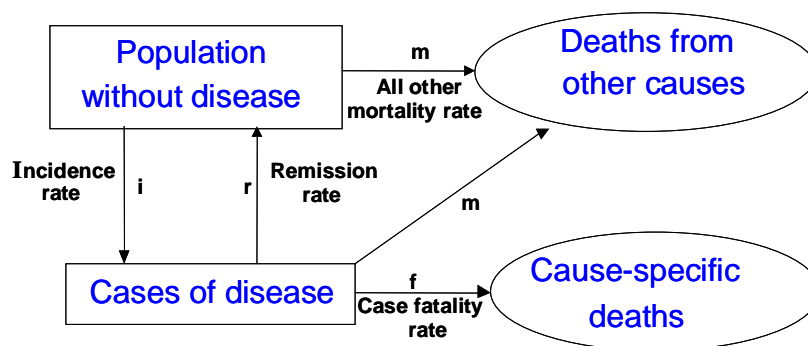 Population
without disease
m
All other
mortality rate
Deaths from
other causes
Incidence
rate
i
r
Remission
rate
m
Cases of disease
f
Case fatality
rate
Cause-specific
deaths